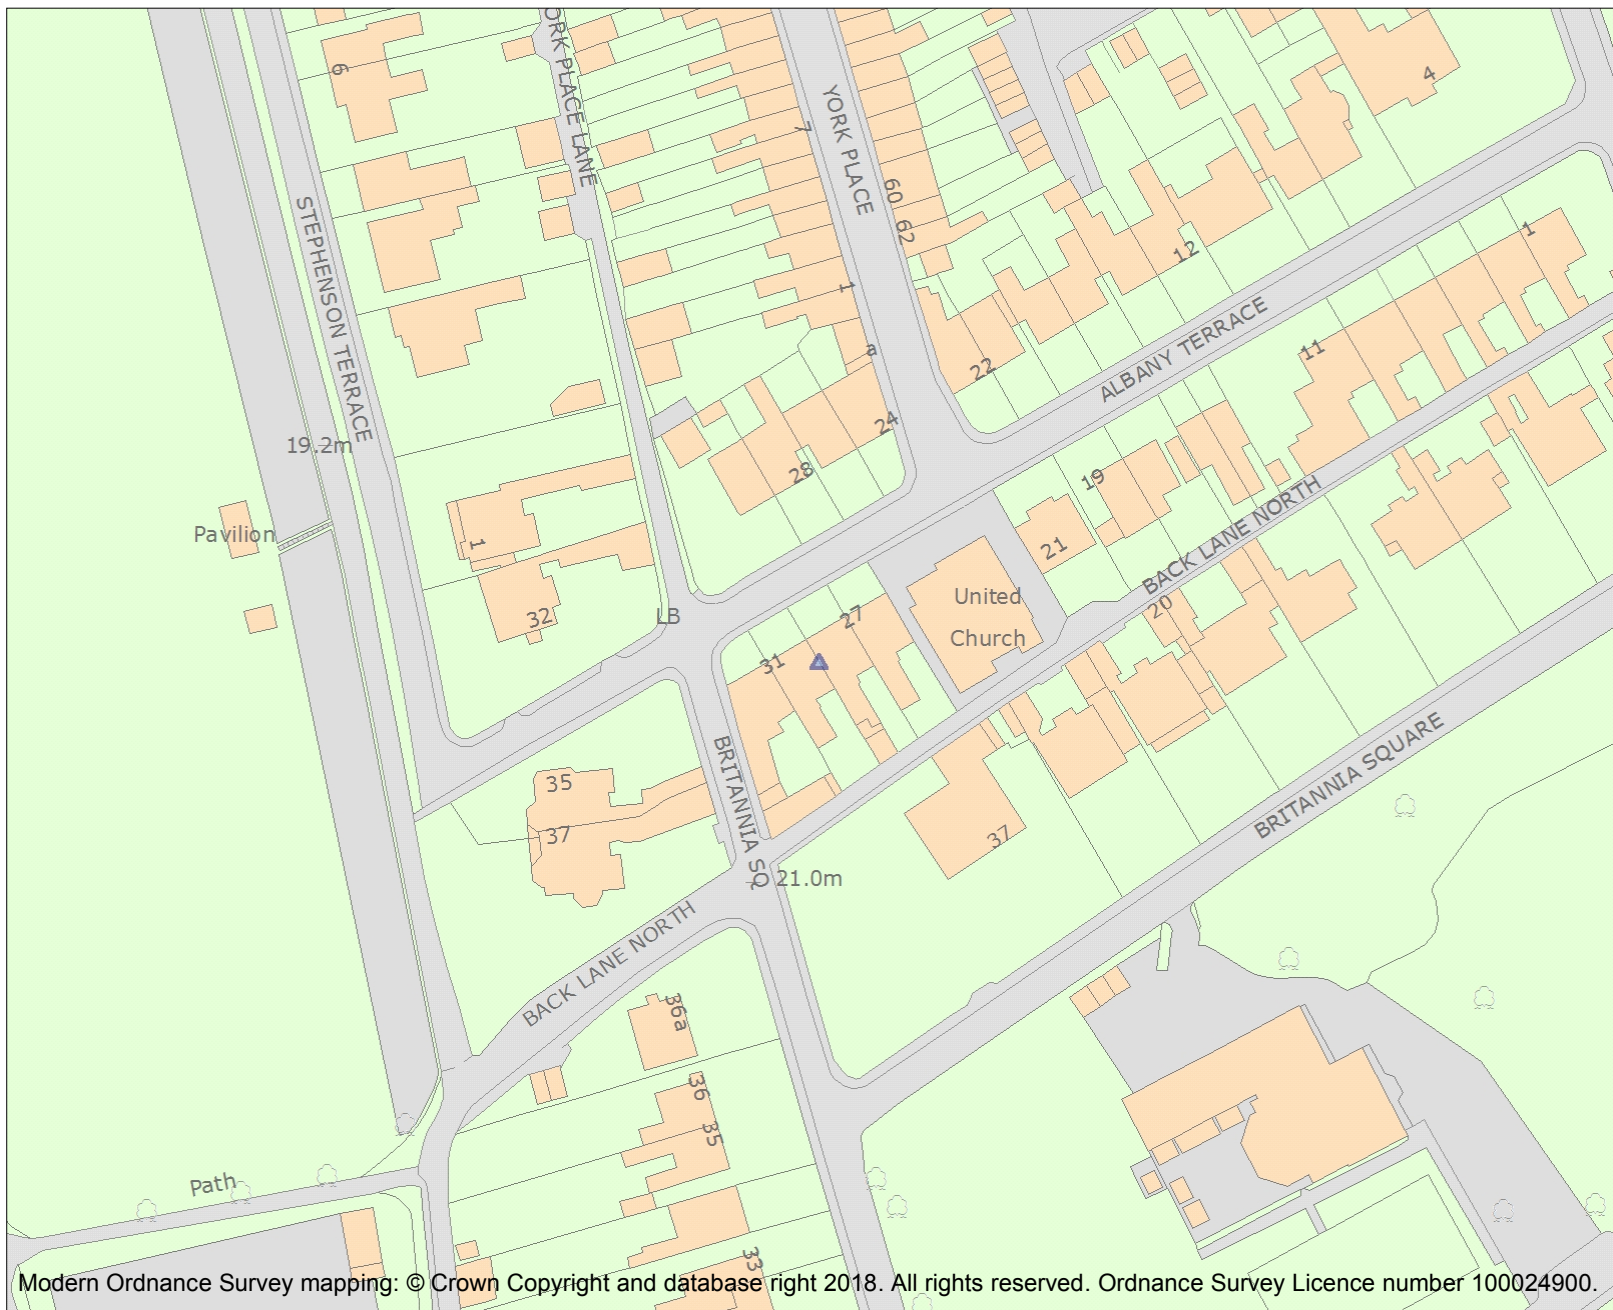 6
ORK PLACE LANE
YORK PLACE
7
4
60
62
STEPHENSON TERRACE
12
1
1
ALBANY TERRACE
a
22
11
24
19.2m
28
19
BACK LANE NORTH
Pavilion
1
21
United
Church
20
32
LB
27
31
BRITANNIA SQ
BRITANNIA SQUARE
35
37
37
21.0m
BACK LANE NORTH
36a
36
35
Path
33
Modern Ordnance Survey mapping: © Crown Copyright and database right 2018. All rights reserved. Ordnance Survey Licence number 100024900.